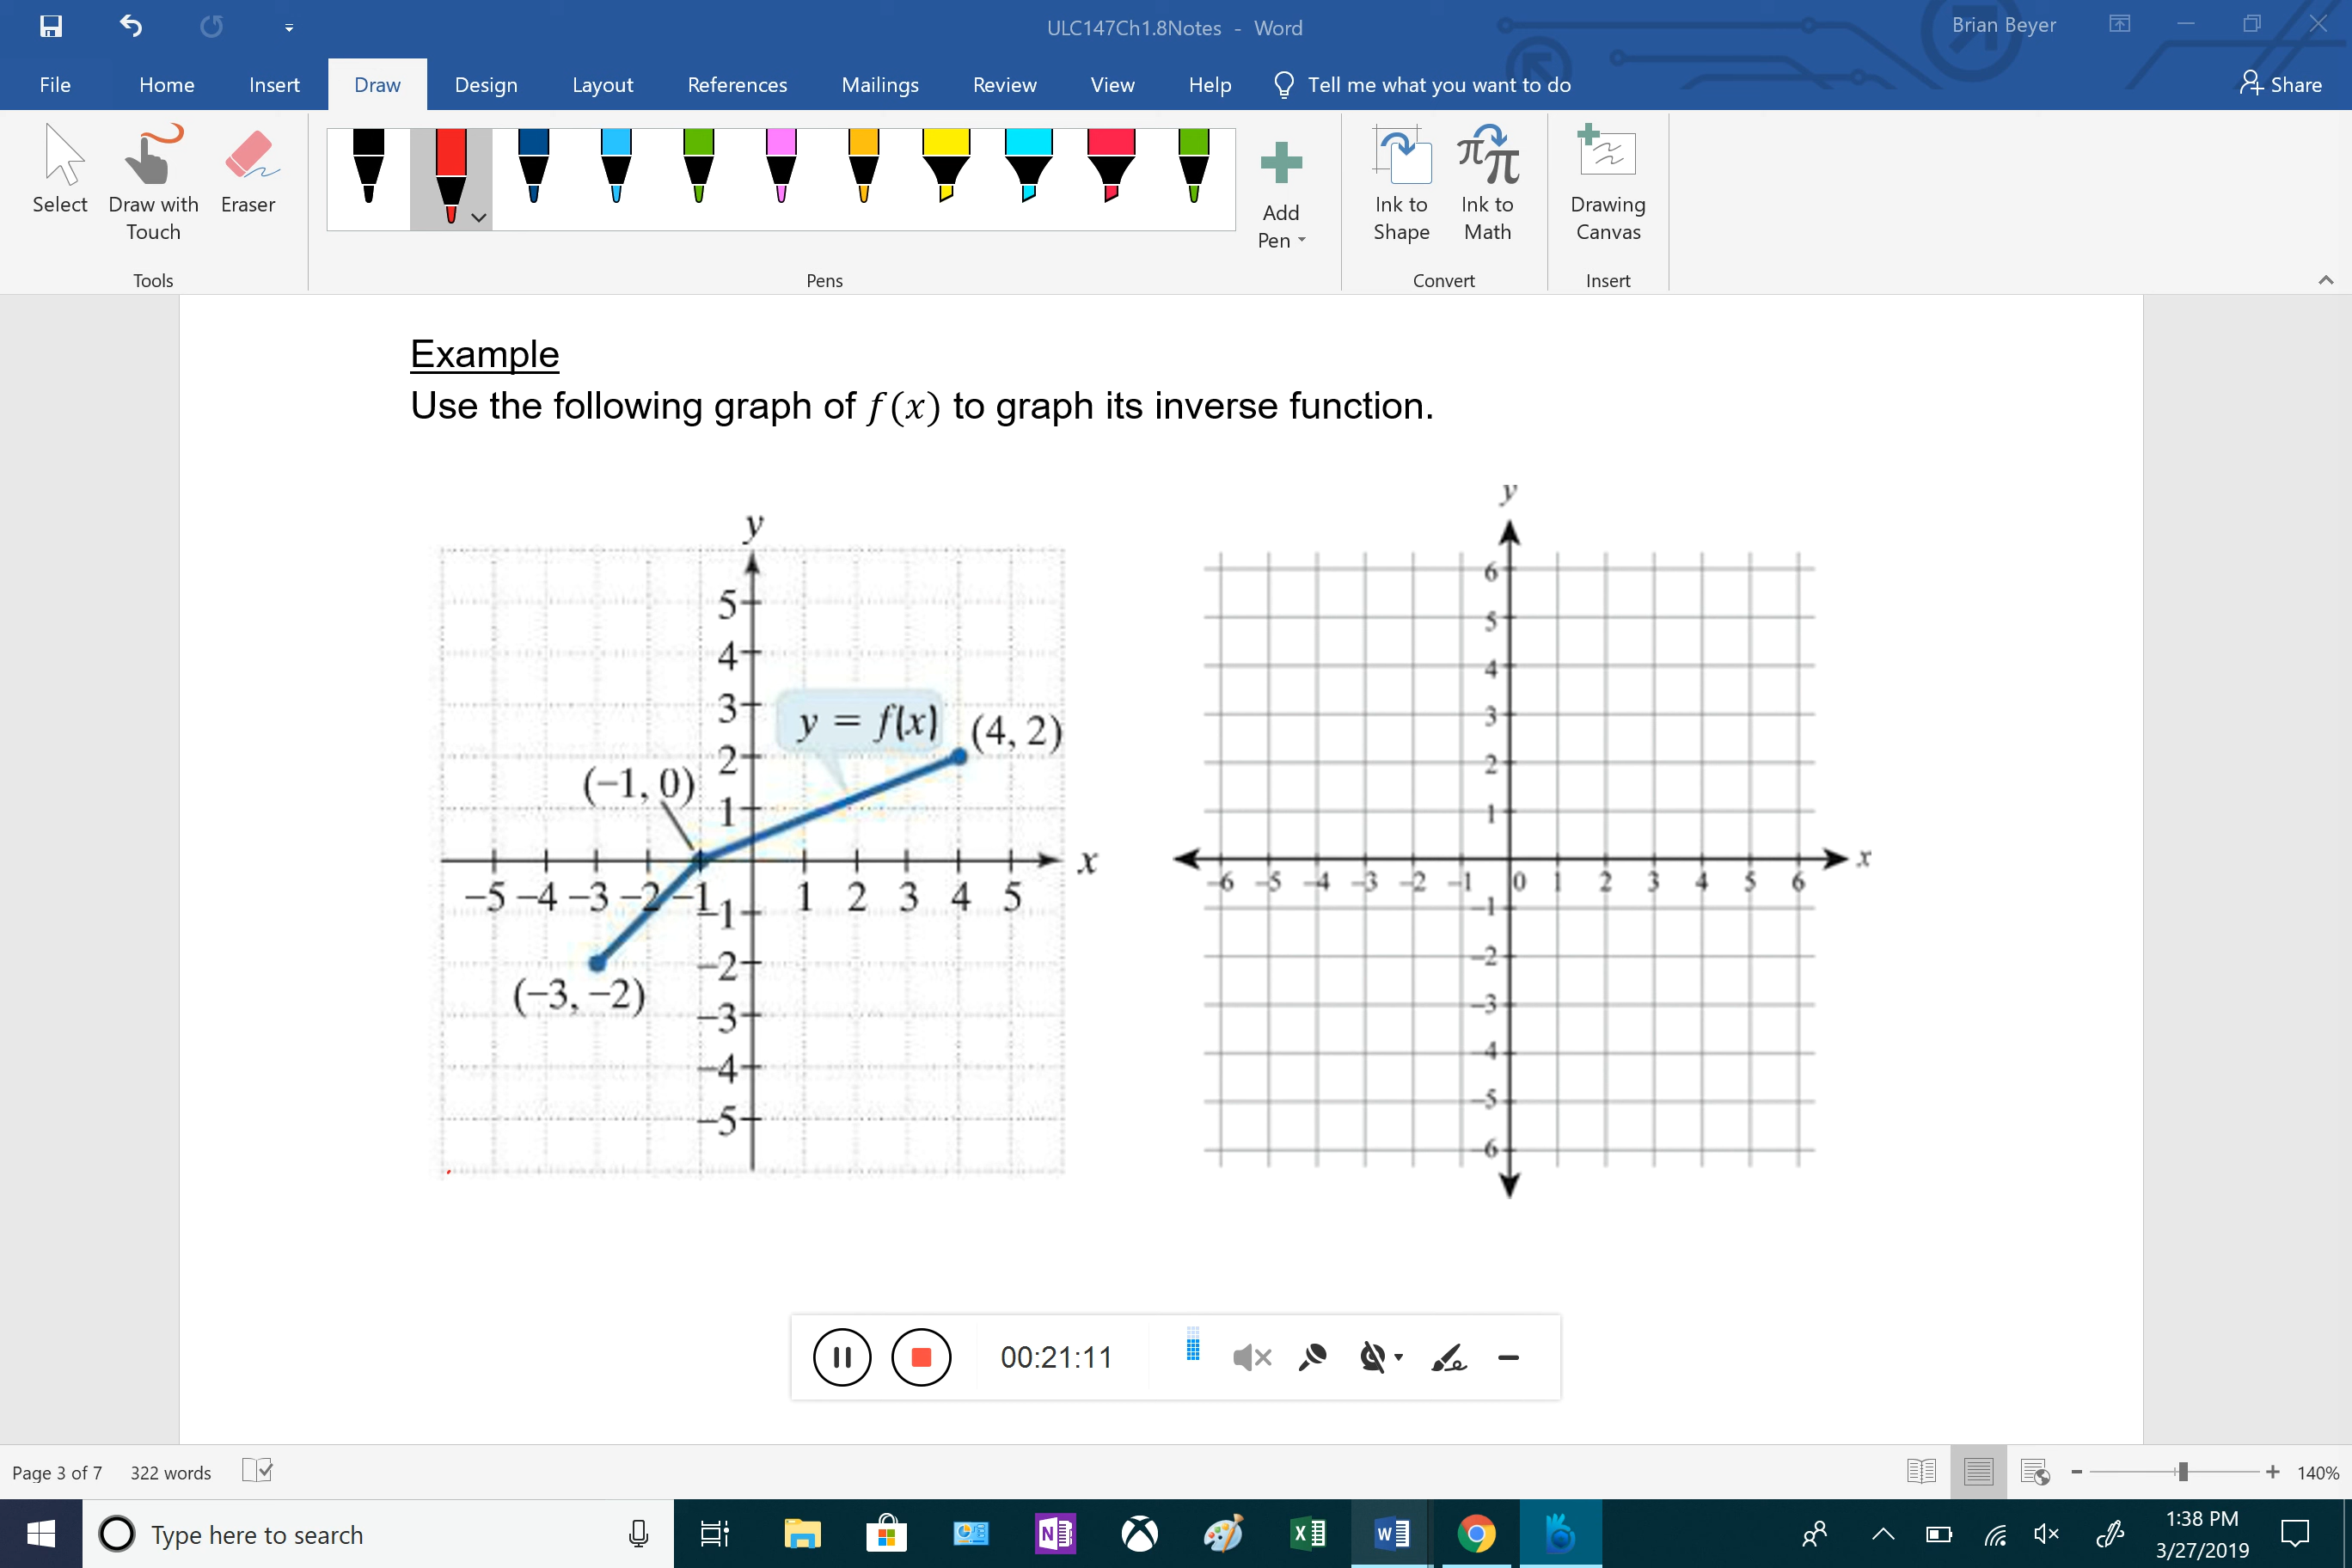 ULC147Ch1.8Notes - Word
Brian Beyer
File Home Insert Draw Design Layout References Mailings Review View Help Tell me what you want to do Share
Select Draw with Touch Eraser
Add Pen
Ink to Shape Ink to Math
Drawing Canvas
Tools Pens Convert Insert
Example
Use the following graph of f(x) to graph its inverse function.
y
5
4
3
2
1
y = f(x)
(4, 2)
(−1, 0)
x
−5 −4 −3 −2 −1 1 2 3 4 5
−1
−2
(−3, −2)
−3
−4
−5
y
6
5
4
3
2
1
x
−6 −5 −4 −3 −2 −1 0 1 2 3 4 5 6
−1
−2
−3
−4
−5
−6
00:21:11
Page 3 of 7 322 words 140%
Type here to search
1:38 PM
3/27/2019